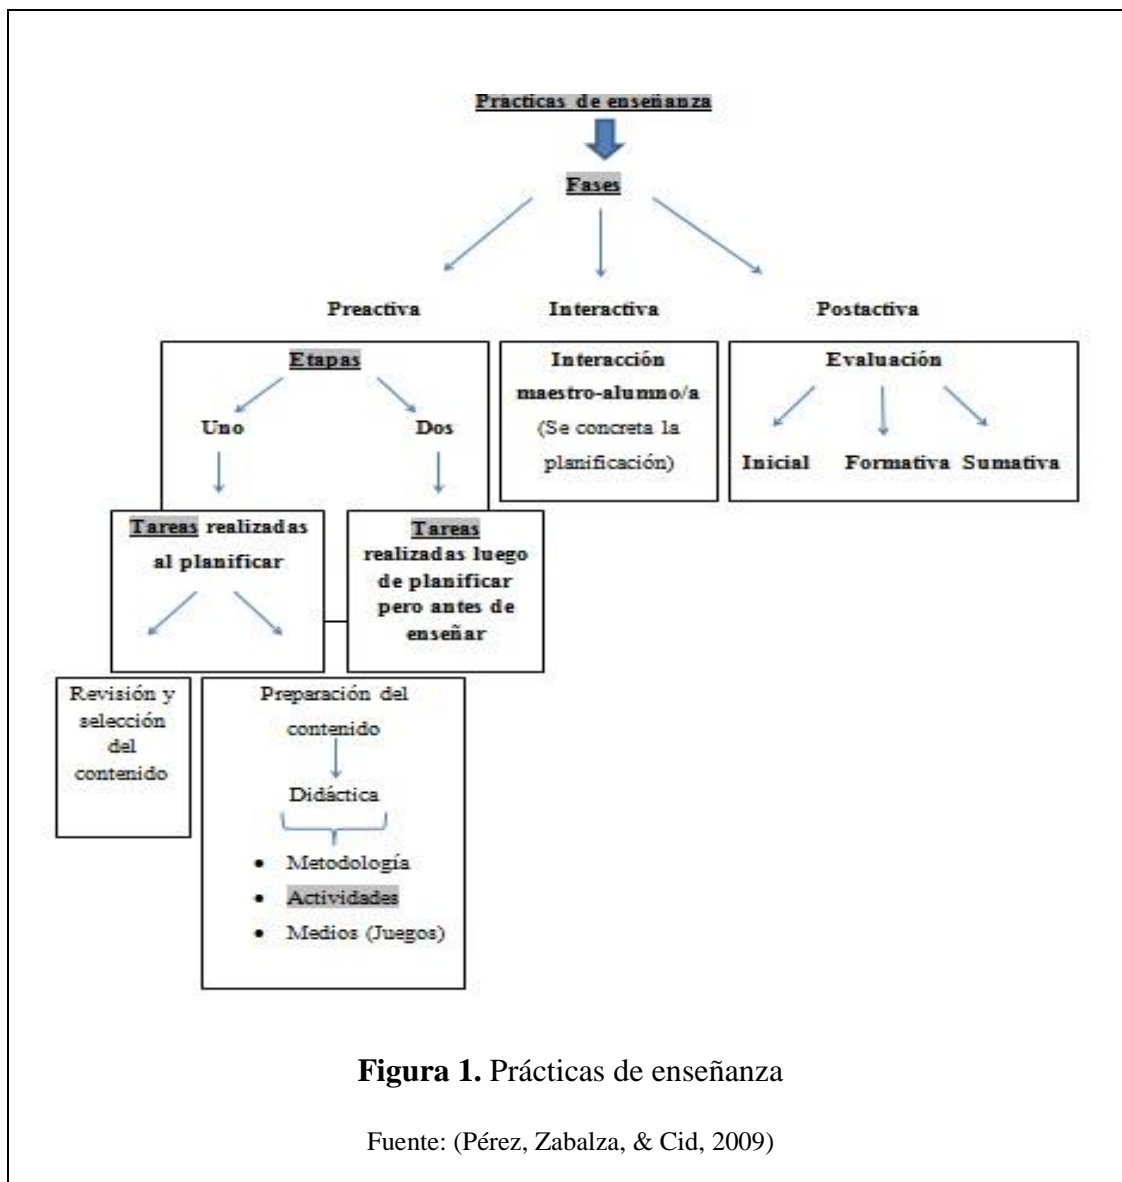 Prácticas de enseñanza
Fases
Preactiva
Interactiva
Postactiva
Etapas
Uno
Dos
Tareas realizadas
al planificar
Tareas
realizadas luego
de planificar
pero antes de
enseñar
Revisión y
selección
del
contenido
Preparación del
contenido
Didáctica
• Metodología
• Actividades
• Medios (Juegos)
Interacción
maestro-alumno/a
(Se concreta la
planificación)
Evaluación
Inicial
Formativa
Sumativa
Figura 1. Prácticas de enseñanza
Fuente: (Pérez, Zabalza, & Cid, 2009)